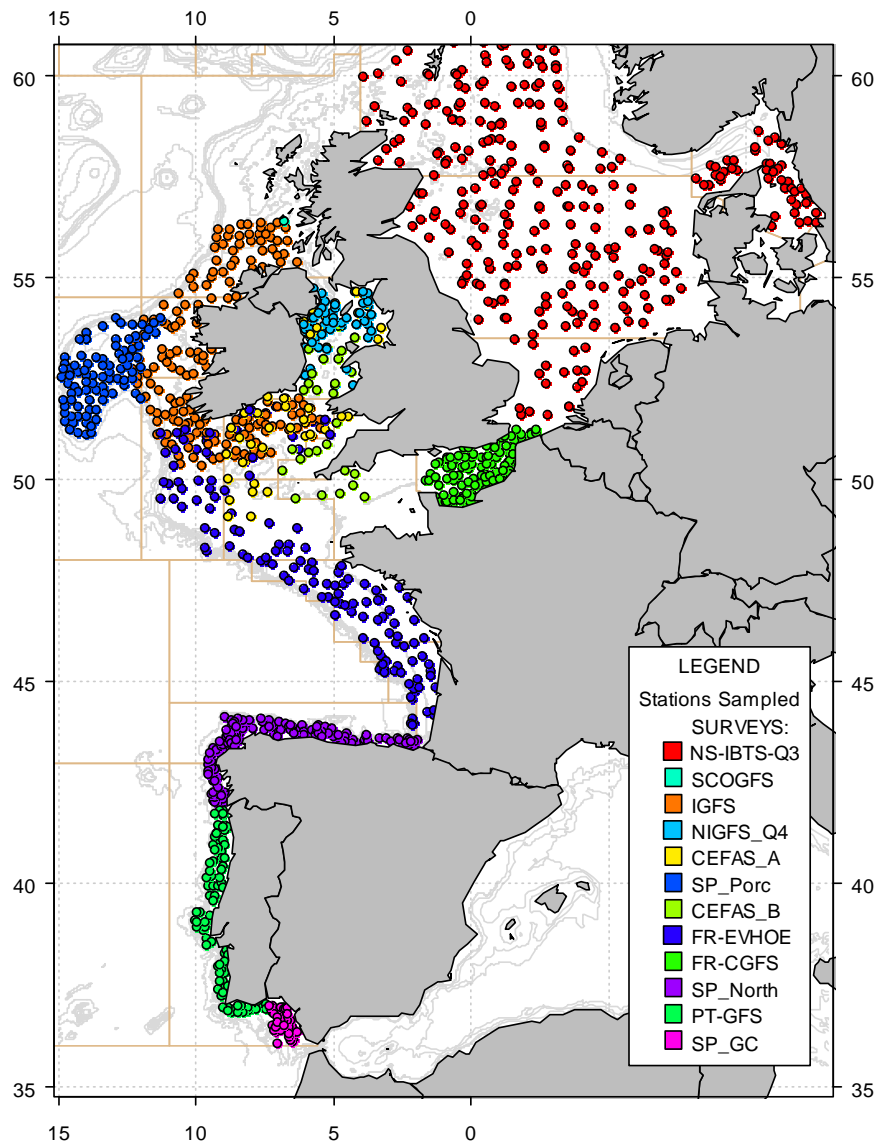 15 10 5 0
60 60
55 55
50 50
45 45
40 40
35 35
15 10 5 0
LEGEND
Stations Sampled
SURVEYS:
NS-IBTS-Q3
SCOGFS
IGFS
NIGFS_Q4
CEFAS_A
SP_Porc
CEFAS_B
FR-EVHOE
FR-CGFS
SP_North
PT-GFS
SP_GC